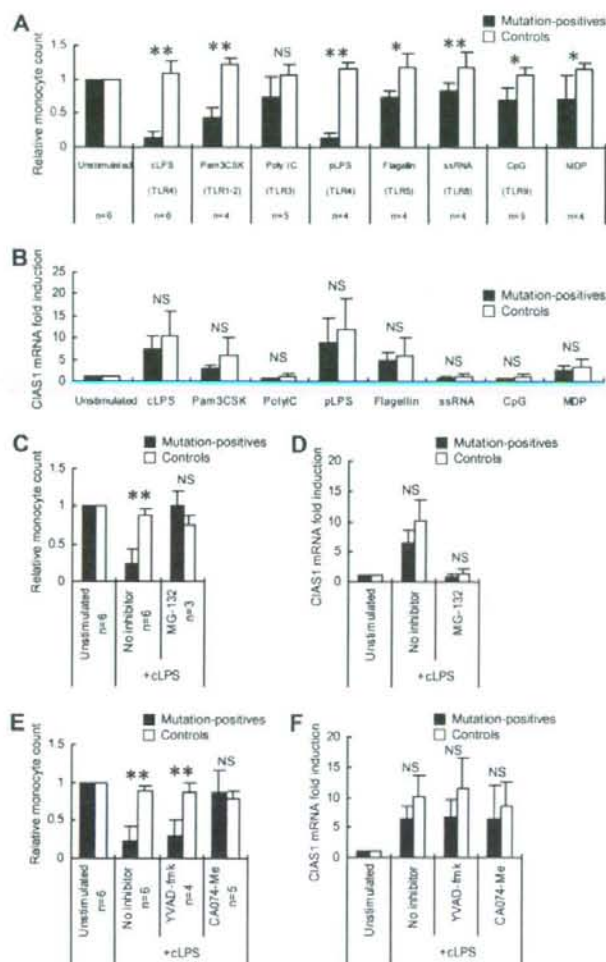 A
Mutation-positives
Controls
Relative monocyte count
1.5
1
0.5
0
** ** NS ** * ** * *
Unstimulated cLPS Pam3CSK Poly IC pLPS Flagellin ssRNA CpG MDP
(TLR4) (TLR1-2) (TLR3) (TLR4) (TLR5) (TLR8) (TLR9)
n=6 n=6 n=4 n=5 n=4 n=4 n=4 n=4
B
Mutation-positives
Controls
CIAS1 mRNA fold induction
25
20
15
10
5
0
NS NS NS NS NS NS NS NS
Unstimulated cLPS Pam3CSK PolyIC pLPS Flagellin ssRNA CpG MDP
C
Mutation-positives
Controls
Relative monocyte count
1.5
1
0.5
0
** NS
Unstimulated n=6
No inhibitor n=6
MG-132 n=3
+cLPS
D
Mutation-positives
Controls
CIAS1 mRNA fold induction
20
15
10
5
0
NS NS
Unstimulated
No inhibitor
MG-132
+cLPS
E
Mutation-positives
Controls
Relative monocyte count
1.5
1
0.5
0
** ** NS
Unstimulated n=6
No inhibitor n=6
YVAD-fmk n=4
CA074-Me n=5
+cLPS
F
Mutation-positives
Controls
CIAS1 mRNA fold induction
20
15
10
5
0
NS NS NS
Unstimulated
No inhibitor
YVAD-fmk
CA074-Me
+cLPS